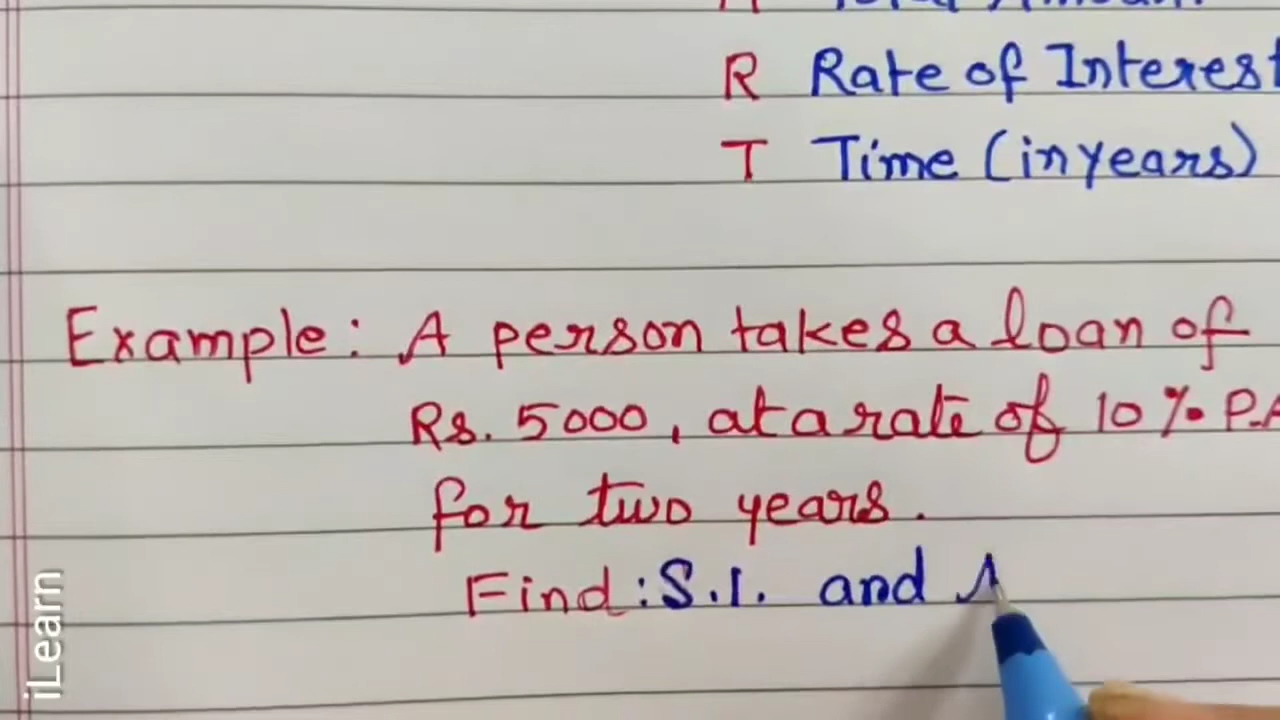 R Rate of Interest
T Time (in years)
Example: A person takes a loan of
Rs. 5000, at a rate of 10% P.A
for two years.
Find: S.I. and A
iLearn